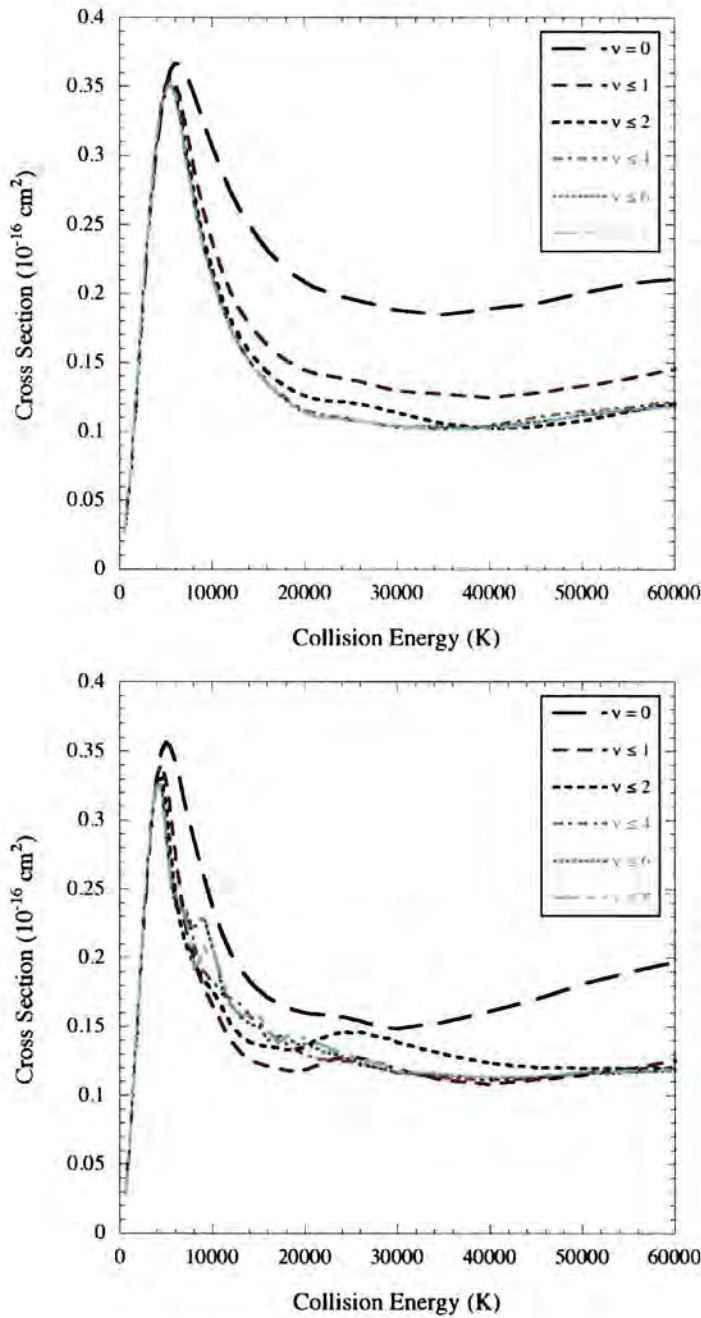 0.4
0.35
0.3
0.25
0.2
0.15
0.1
0.05
0
Cross Section (10⁻¹⁶ cm²)
ν = 0
ν ≤ 1
ν ≤ 2
ν ≤ 4
ν ≤ 6
0 10000 20000 30000 40000 50000 60000
Collision Energy (K)
0.4
0.35
0.3
0.25
0.2
0.15
0.1
0.05
0
Cross Section (10⁻¹⁶ cm²)
ν = 0
ν ≤ 1
ν ≤ 2
ν ≤ 4
ν ≤ 6
0 10000 20000 30000 40000 50000 60000
Collision Energy (K)